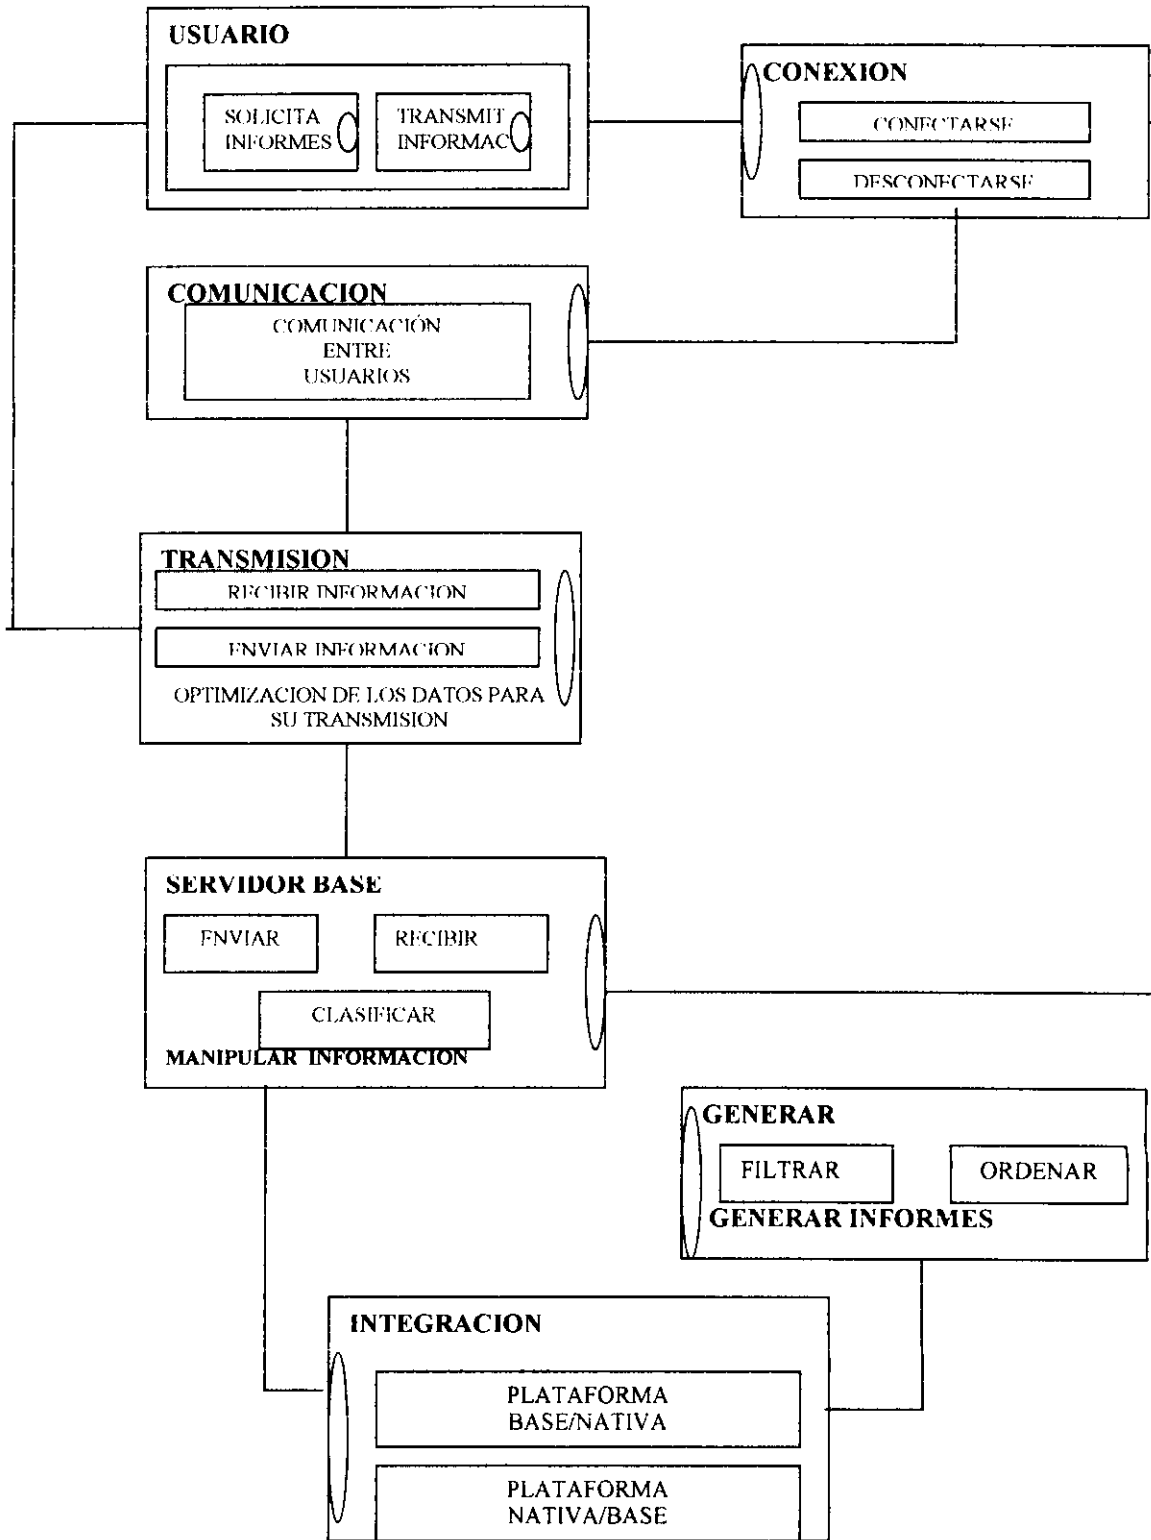 USUARIO
SOLICITA
INFORMES
TRANSMIT
INFORMAC
CONEXION
CONECTARSE
DESCONECTARSE
COMUNICACION
COMUNICACIÓN
ENTRE
USUARIOS
TRANSMISION
RECIBIR INFORMACION
ENVIAR INFORMACION
OPTIMIZACION DE LOS DATOS PARA
SU TRANSMISION
SERVIDOR BASE
ENVIAR
RECIBIR
CLASIFICAR
MANIPULAR INFORMACION
GENERAR
FILTRAR
ORDENAR
GENERAR INFORMES
INTEGRACION
PLATAFORMA
BASE/NATIVA
PLATAFORMA
NATIVA/BASE